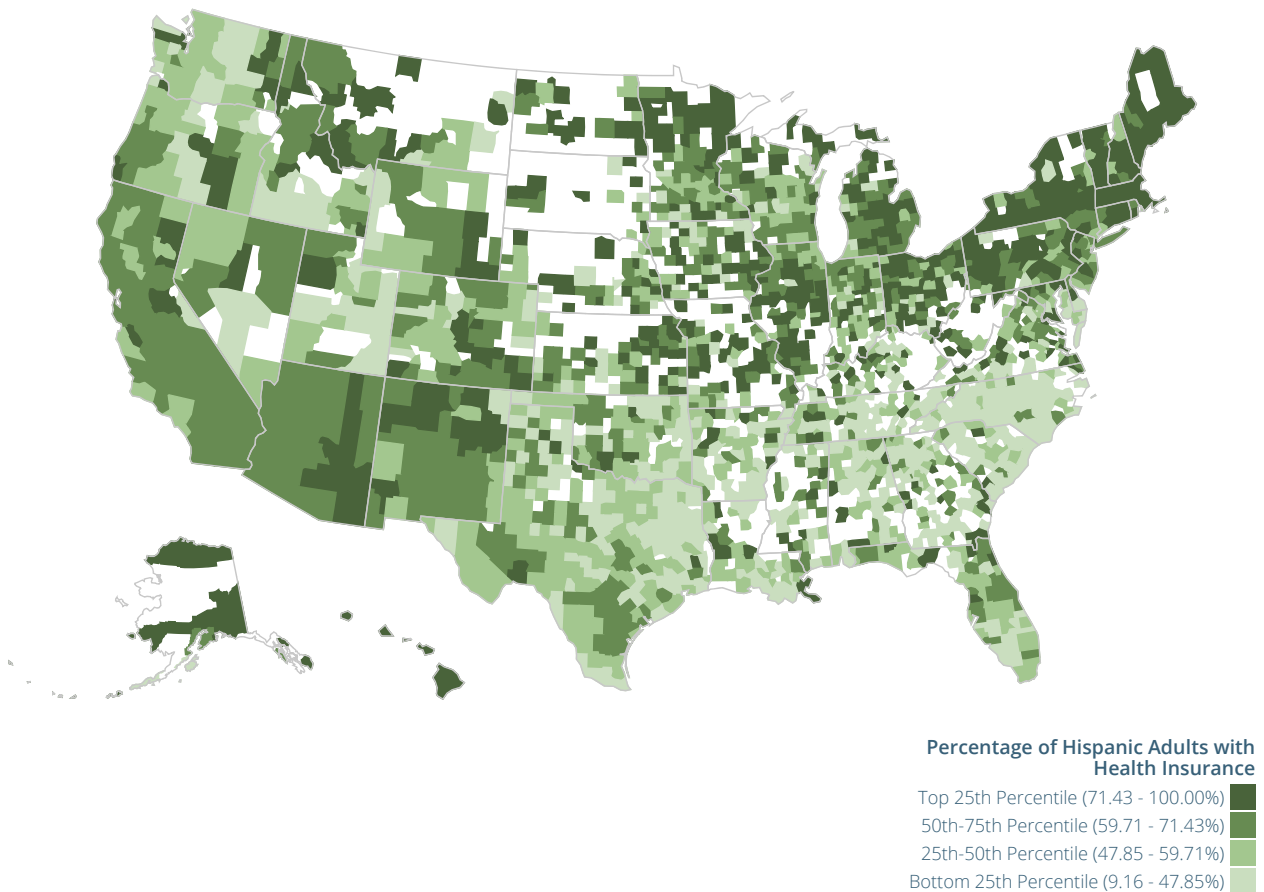 Percentage of Hispanic Adults with
Health Insurance
Top 25th Percentile (71.43 - 100.00%)
50th-75th Percentile (59.71 - 71.43%)
25th-50th Percentile (47.85 - 59.71%)
Bottom 25th Percentile (9.16 - 47.85%)